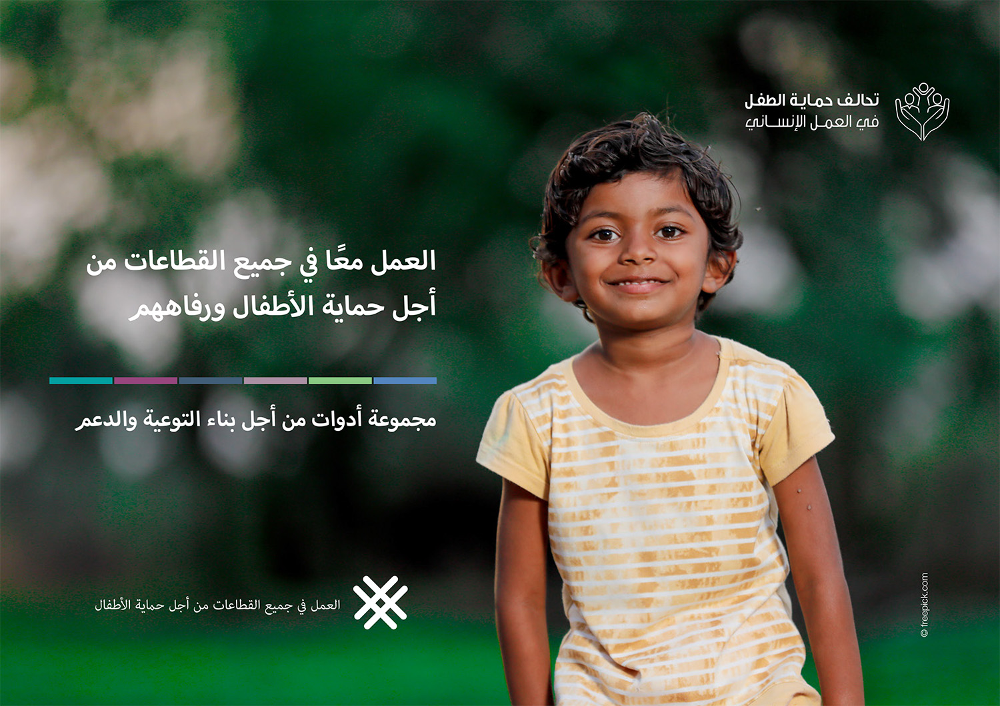 تحالف حماية الطفل
في العمل الإنساني
العمل معًا في جميع القطاعات من
أجل حماية الأطفال ورفاههم
مجموعة أدوات من أجل بناء التوعية والدعم
العمل في جميع القطاعات من أجل حماية الأطفال
© freepick.com